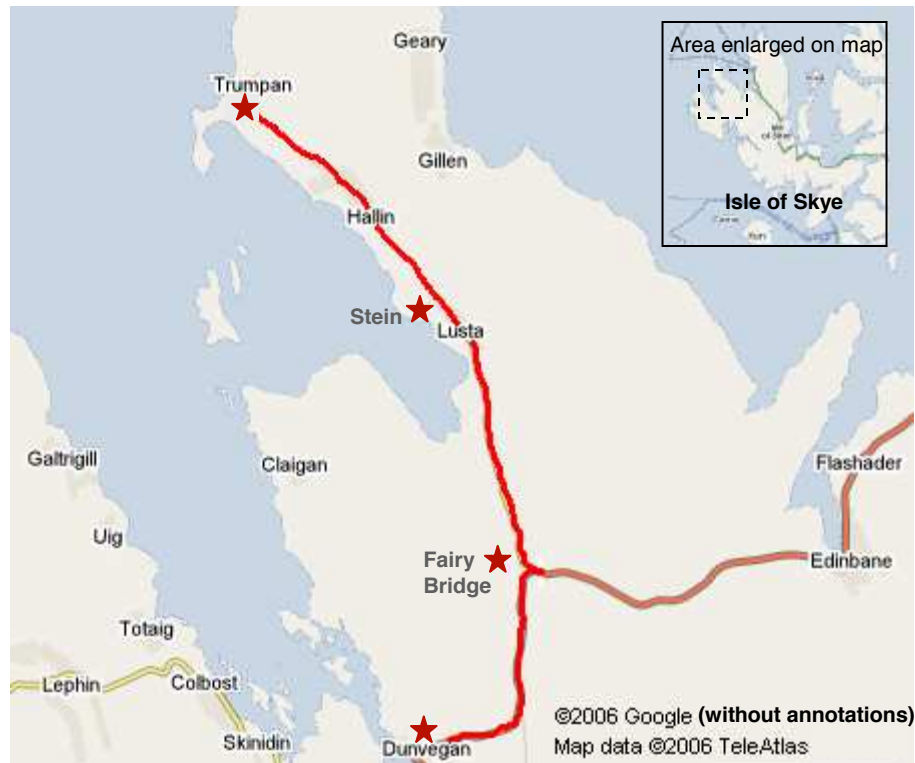 Geary
Area enlarged on map
Trumpan
Gillen
Isle of Skye
Hallin
Stein
Lusta
Galtrigill
Claigan
Flashader
Uig
Fairy
Bridge
Edinbane
Totaig
Lephin
Colbost
©2006 Google (without annotations)
Skinidin
Dunvegan
Map data ©2006 TeleAtlas